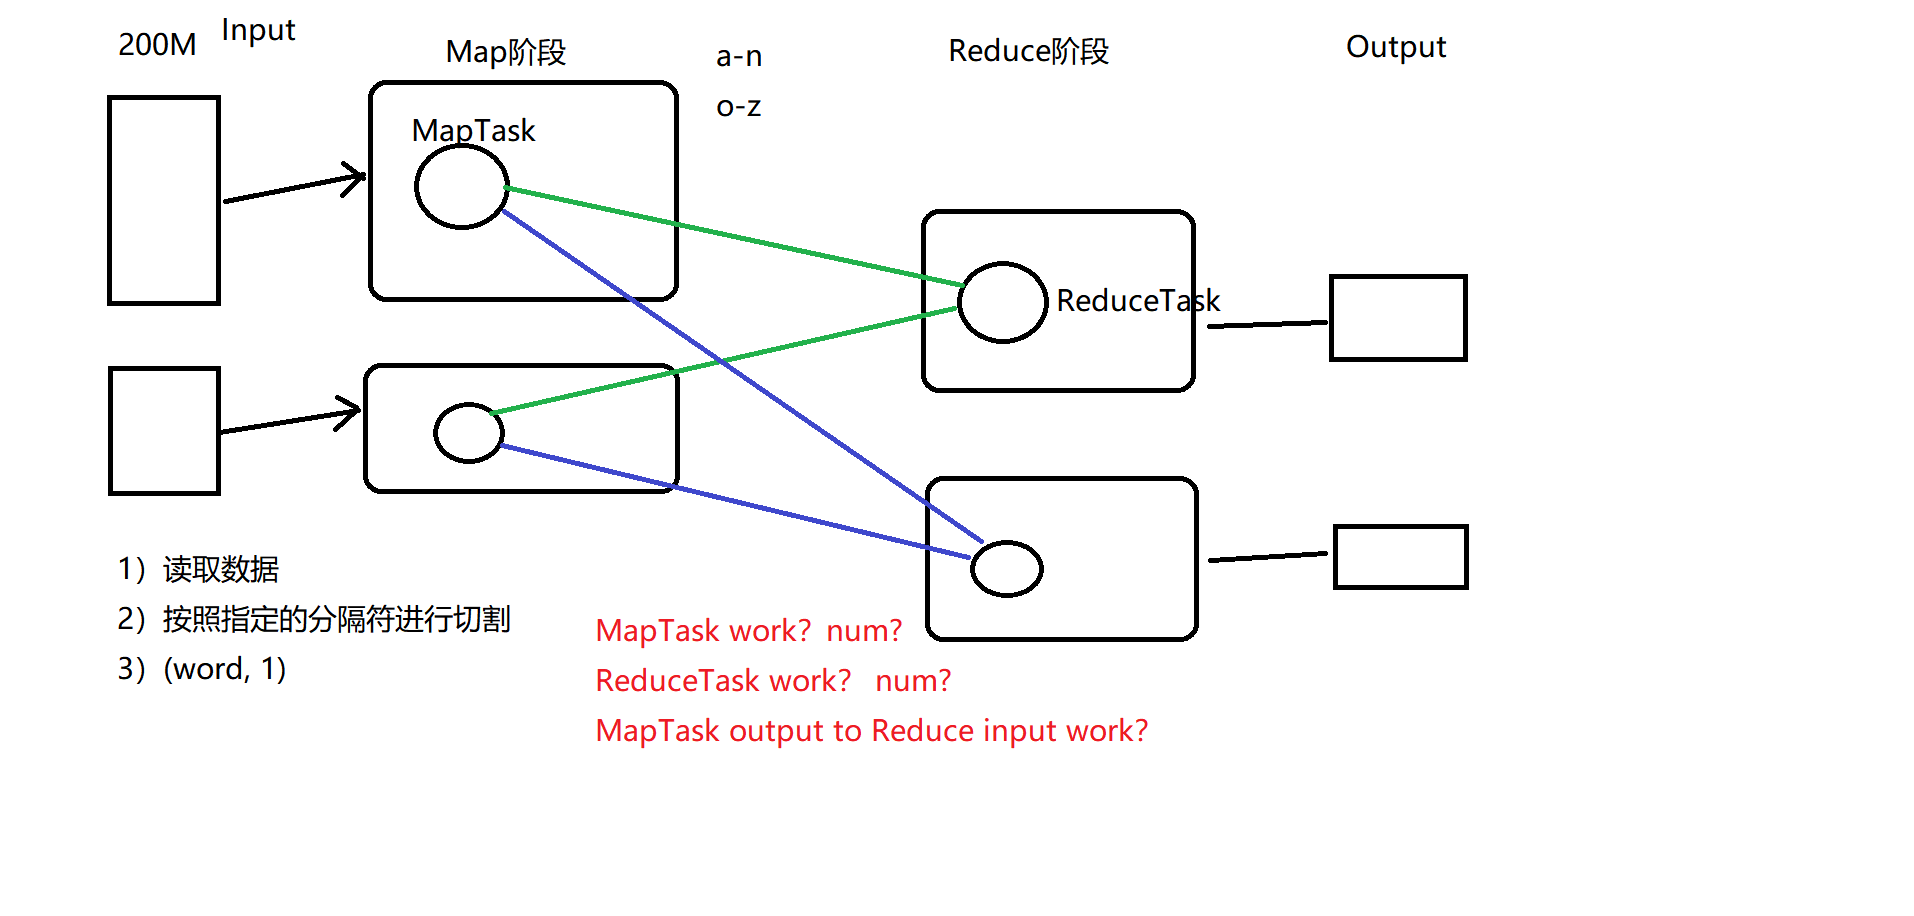 200M
Input
Map阶段
a-n
o-z
Reduce阶段
Output
MapTask
ReduceTask
1）读取数据
2）按照指定的分隔符进行切割
3）(word, 1)
MapTask work？num？
ReduceTask work？ num？
MapTask output to Reduce input work？